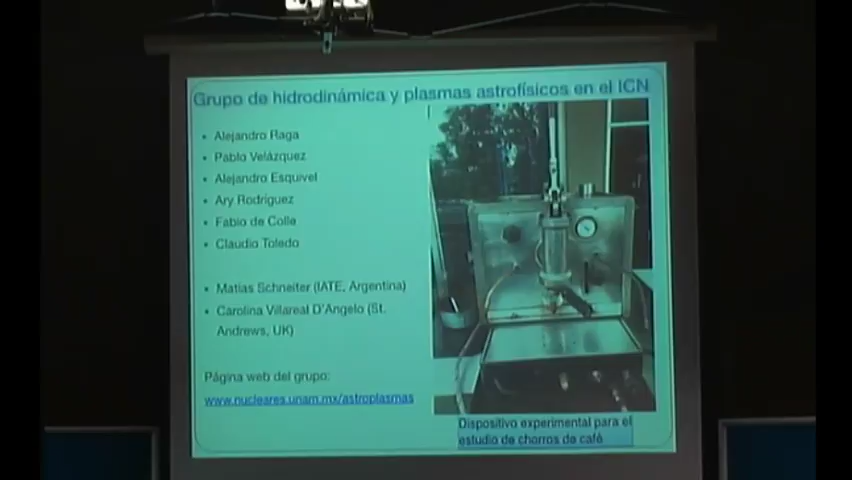 Grupo de hidrodinámica y plasmas astrofísicos en el ICN
• Alejandro Raga
• Pablo Velázquez
• Alejandro Esquivel
• Ary Rodríguez
• Fabio de Colle
• Claudio Toledo
• Matias Schneiter (IATE, Argentina)
• Carolina Villareal D'Angelo (St.
Andrews, UK)
Página web del grupo:
www.nucleares.unam.mx/astroplasmas
Dispositivo experimental para el
estudio de chorros de café